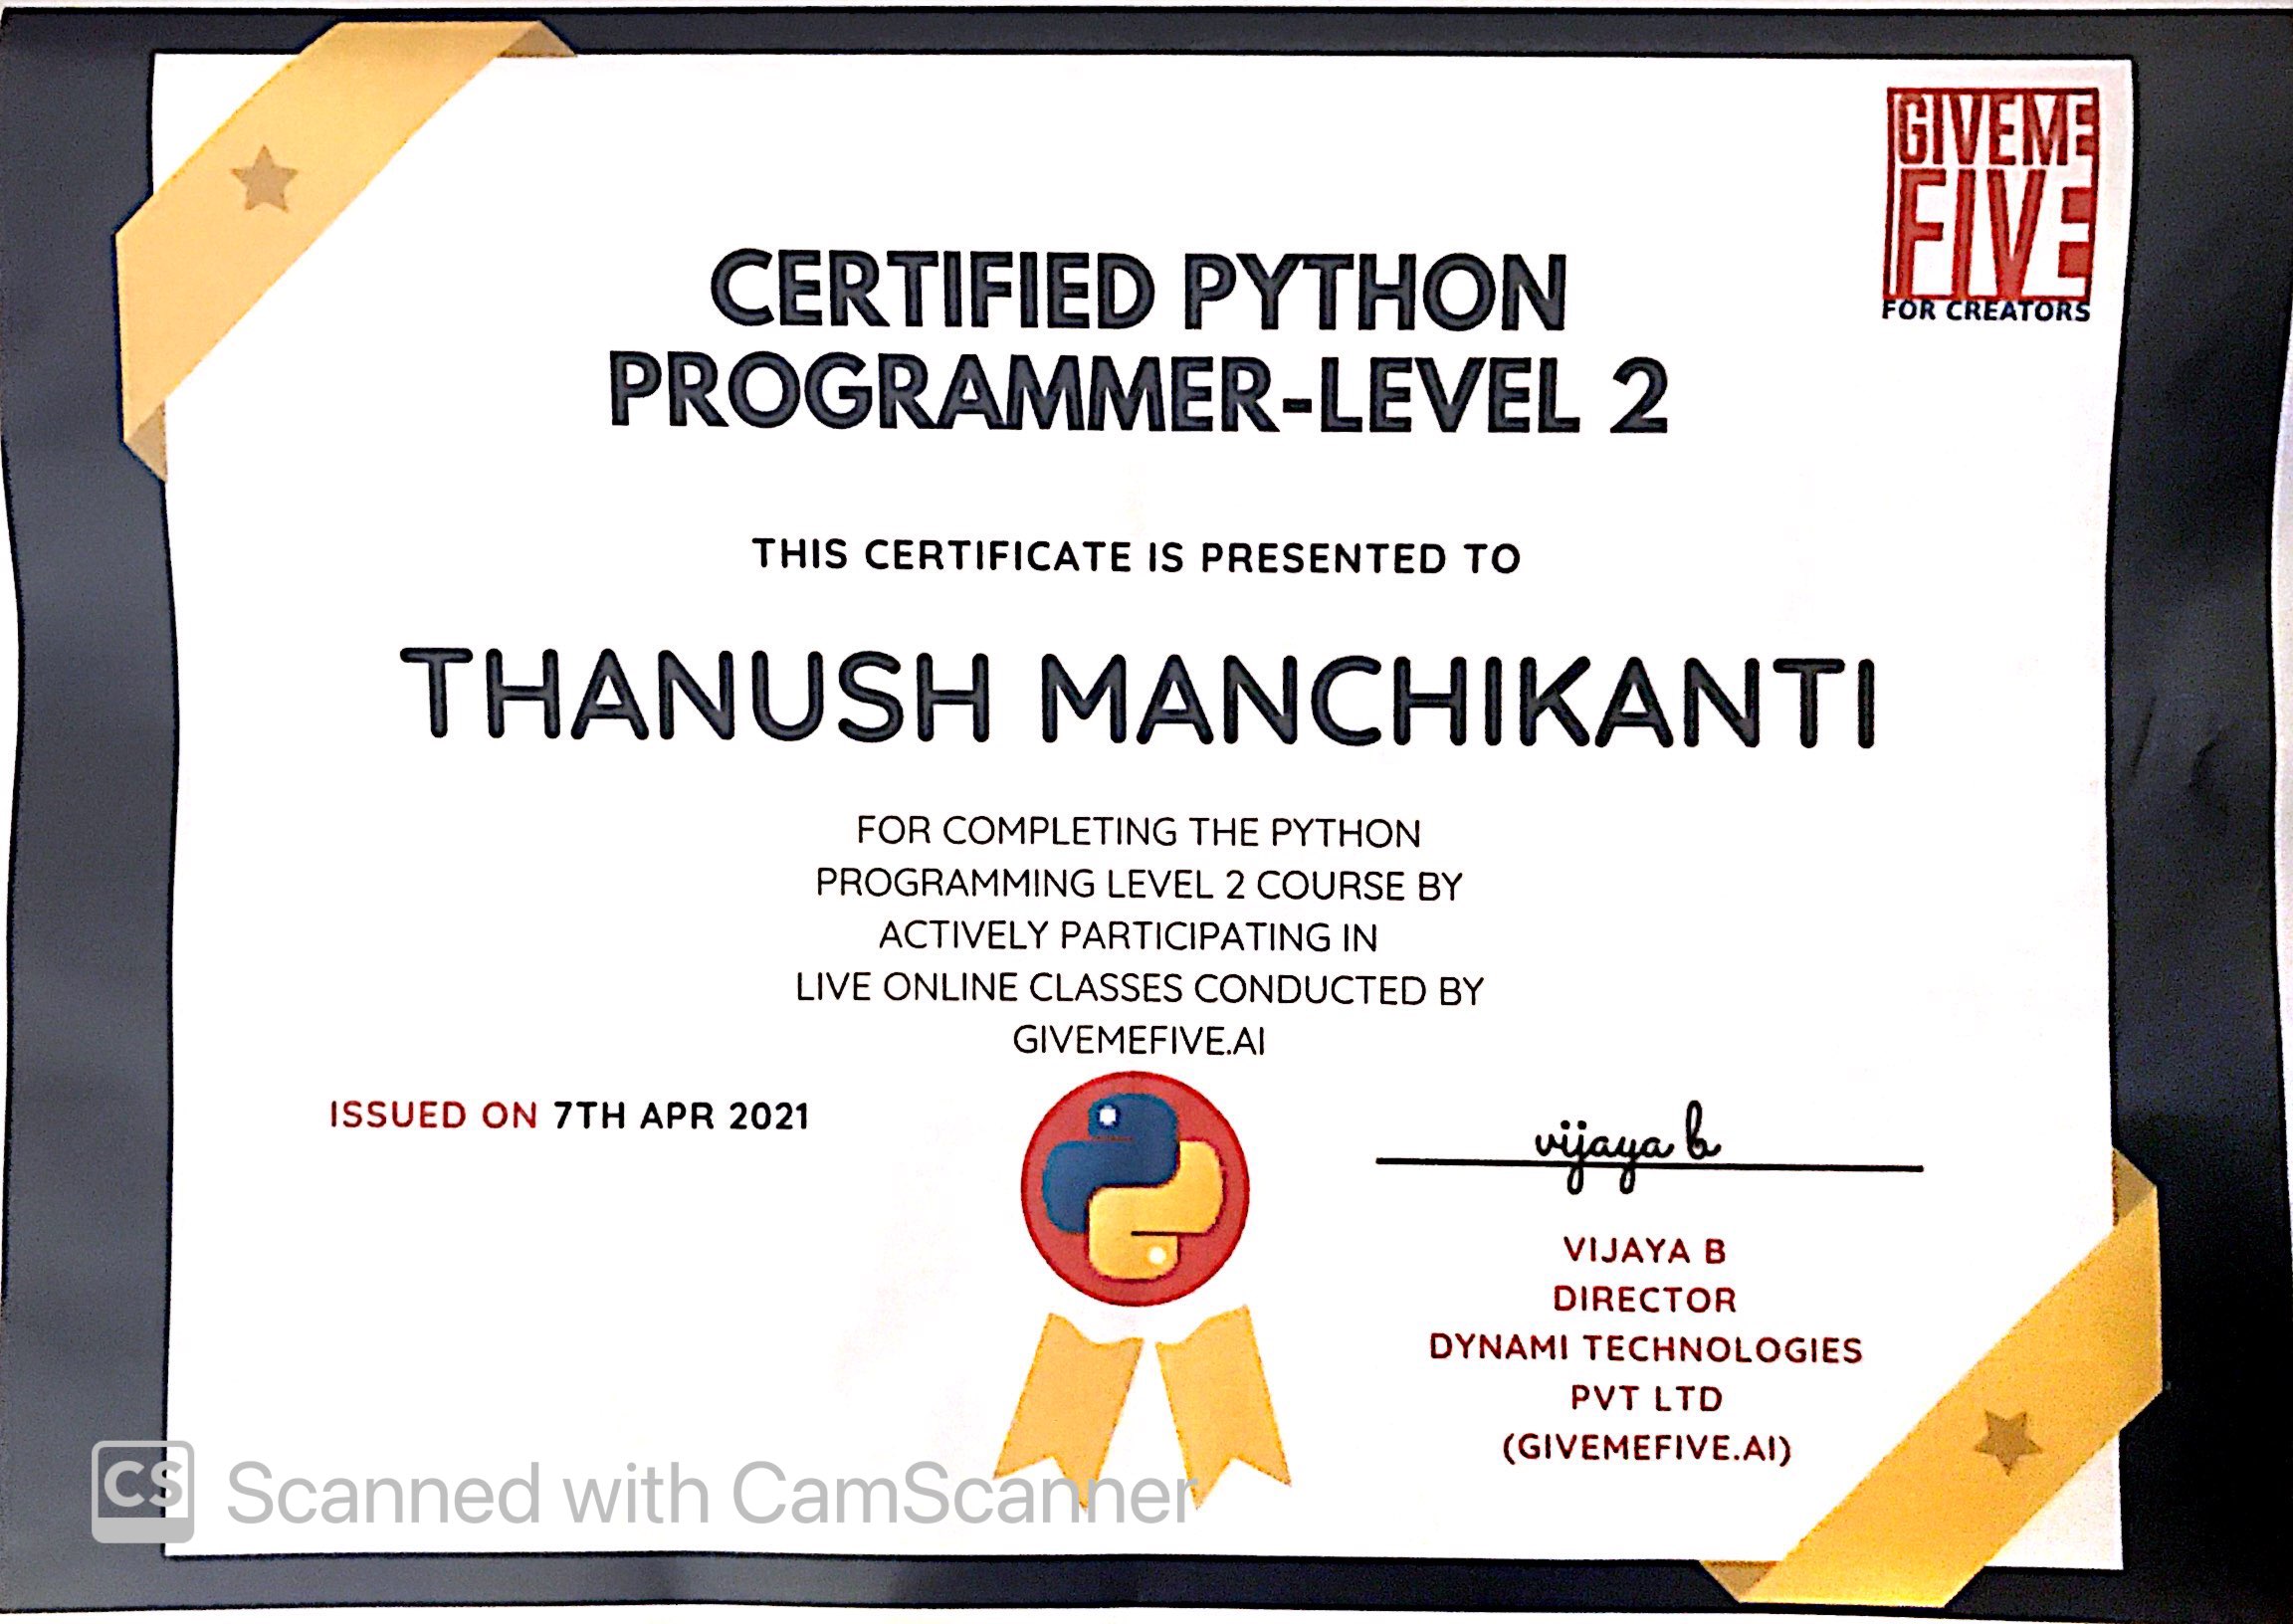 GIVEME
FIVE
FOR CREATORS
CERTIFIED PYTHON
PROGRAMMER-LEVEL 2
THIS CERTIFICATE IS PRESENTED TO
THANUSH MANCHIKANTI
FOR COMPLETING THE PYTHON
PROGRAMMING LEVEL 2 COURSE BY
ACTIVELY PARTICIPATING IN
LIVE ONLINE CLASSES CONDUCTED BY
GIVEMEFIVE.AI
ISSUED ON 7TH APR 2021
vijaya b
VIJAYA B
DIRECTOR
DYNAMI TECHNOLOGIES
PVT LTD
(GIVEMEFIVE.AI)
CS Scanned with CamScanner